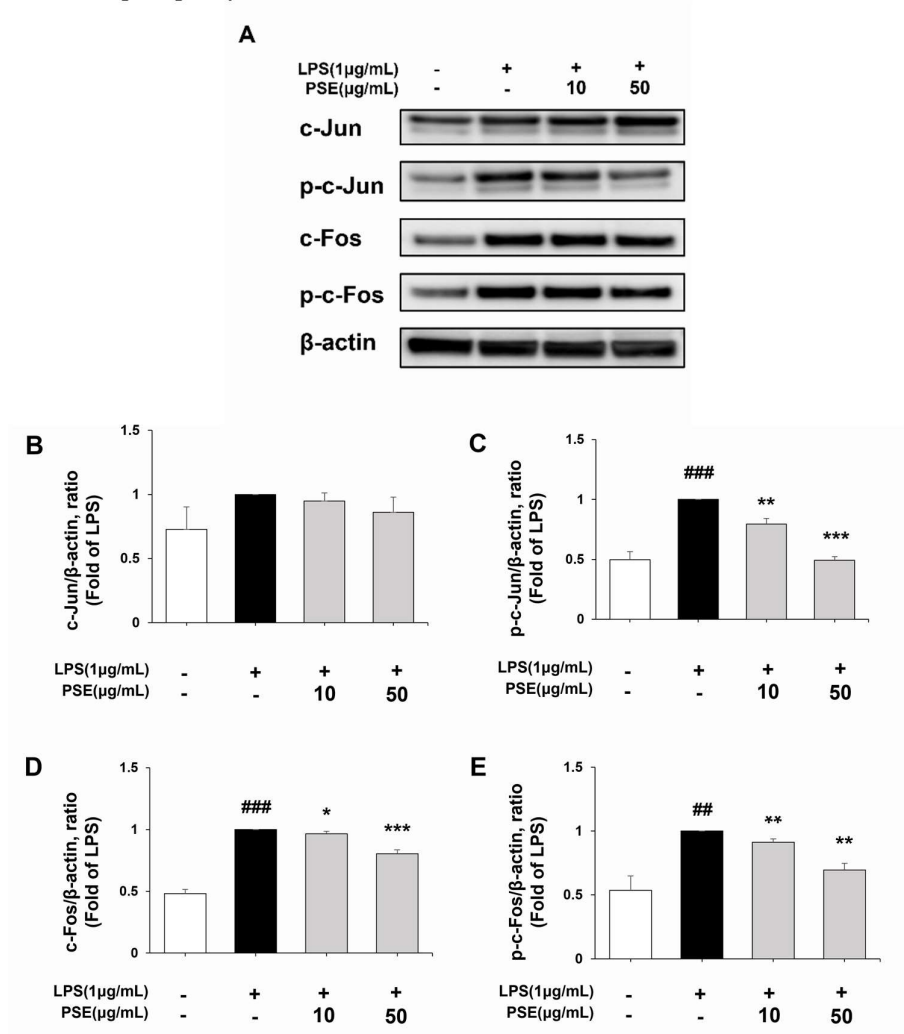 A
LPS(1µg/mL) - + + +
PSE(µg/mL) - - 10 50
c-Jun
p-c-Jun
c-Fos
p-c-Fos
β-actin
B
c-Jun/β-actin, ratio
(Fold of LPS)
1.5
1
0.5
0
LPS(1µg/mL) - + + +
PSE(µg/mL) - - 10 50
C
p-c-Jun/β-actin, ratio
(Fold of LPS)
1.5
1
0.5
0
###
**
***
LPS(1µg/mL) - + + +
PSE(µg/mL) - - 10 50
D
c-Fos/β-actin, ratio
(Fold of LPS)
1.5
1
0.5
0
###
*
***
LPS(1µg/mL) - + + +
PSE(µg/mL) - - 10 50
E
p-c-Fos/β-actin, ratio
(Fold of LPS)
1.5
1
0.5
0
##
**
**
LPS(1µg/mL) - + + +
PSE(µg/mL) - - 10 50